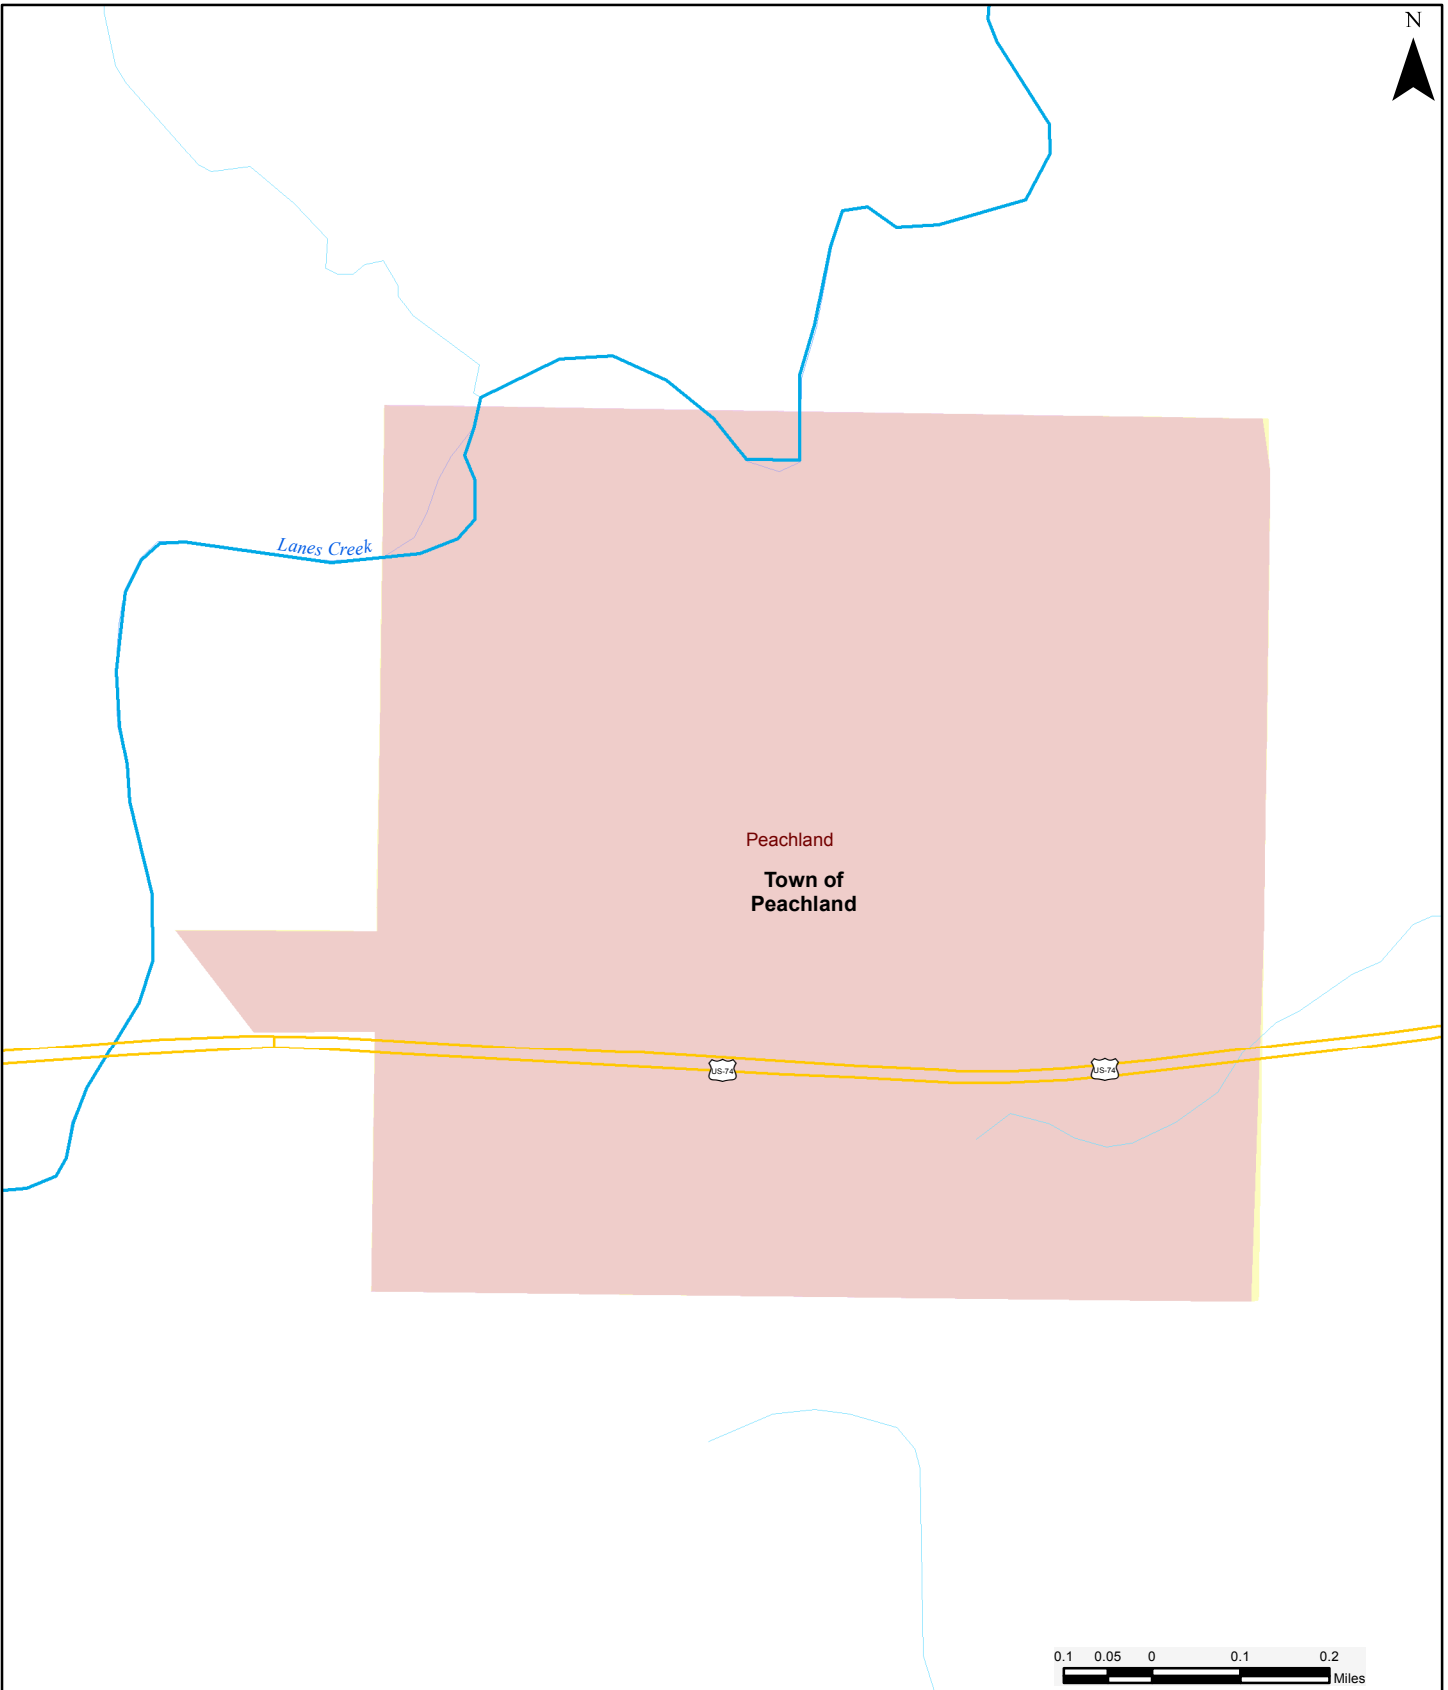 N
Lanes Creek
Peachland
Town of
Peachland
US-74
US-74
0.1 0.05 0 0.1 0.2
Miles